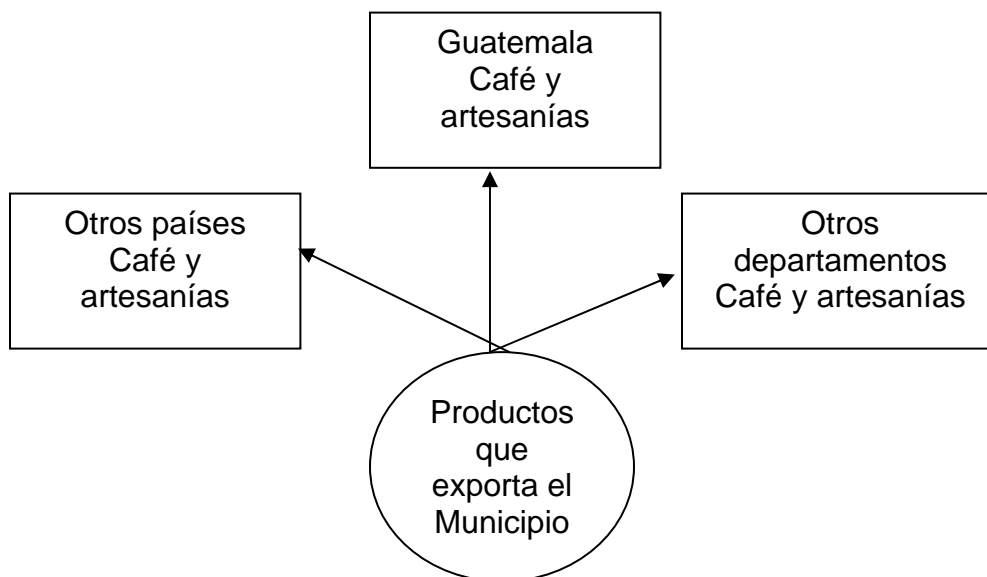 Guatemala
Café y
artesanías
Otros países
Café y
artesanías
Otros
departamentos
Café y artesanías
Productos
que
exporta el
Municipio